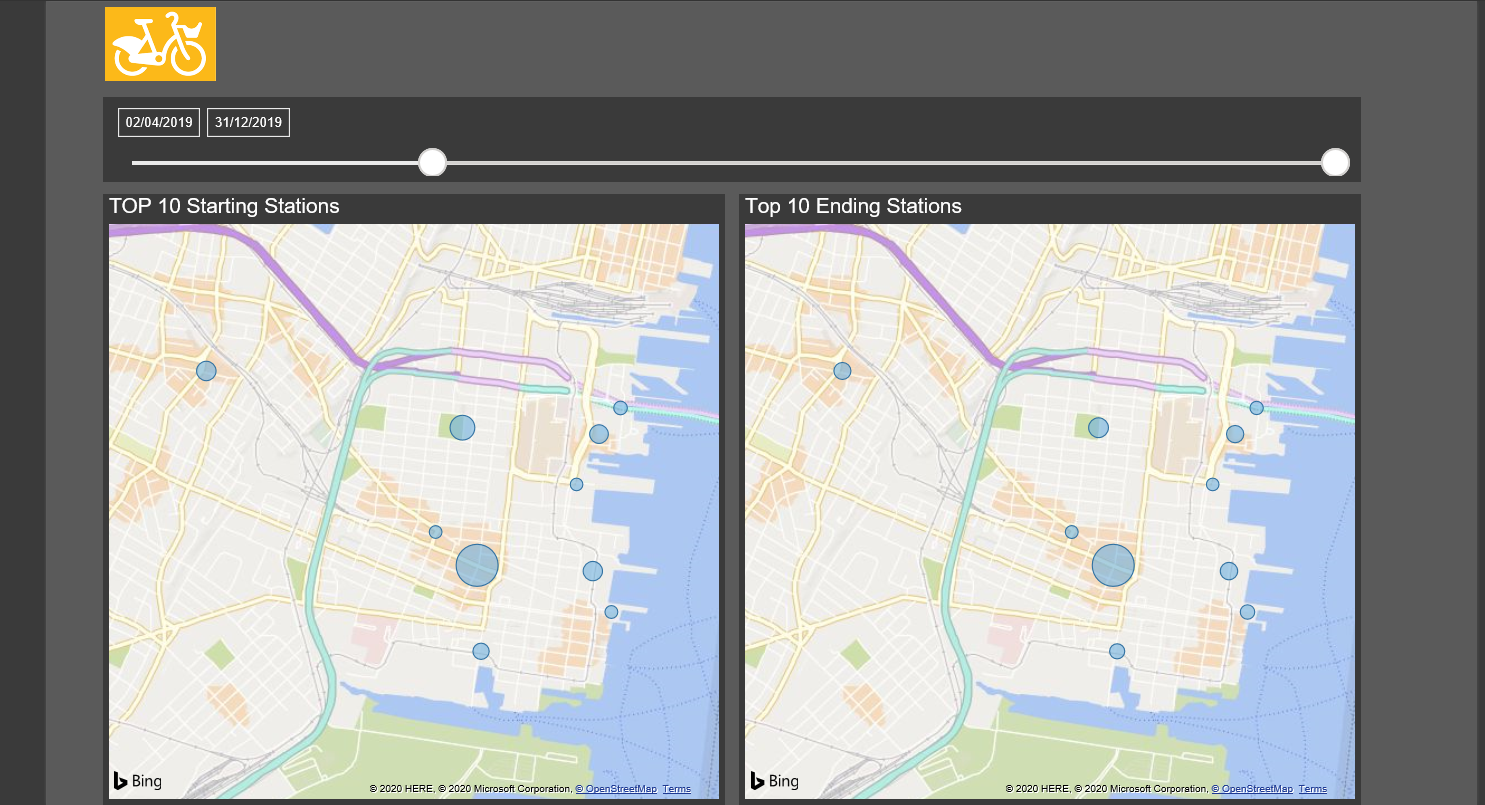 02/04/2019 31/12/2019
TOP 10 Starting Stations
Top 10 Ending Stations
Bing
© 2020 HERE, © 2020 Microsoft Corporation, © OpenStreetMap Terms
Bing
© 2020 HERE, © 2020 Microsoft Corporation, © OpenStreetMap Terms